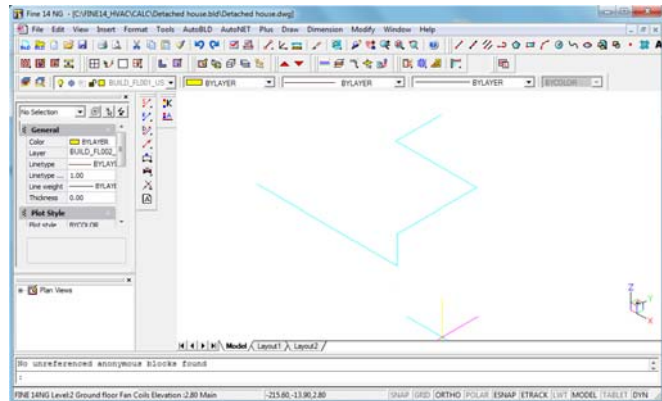 Fine 14 NG - [C:\FINE14_HVAC\CALC\Detached house.bld\Detached house.dwg]
File Edit View Insert Format Tools AutoBLD AutoNET Plus Draw Dimension Modify Window Help
BUILD_FL001_US BYLAYER BYLAYER BYLAYER BYCOLOR
No Selection
General
Color BYLAYER
Layer BUILD_FL002_
Linetype BYLAY
Linetype ... 1.00
Line weight BYLAYE
Thickness 0.00
Plot Style
Plot style BYCOLOR
Plan Views
Z
Y
X
Model Layout1 Layout2
No unreferenced anonymous blocks found
:
FINE 14NG Level:2 Ground floor Fan Coils Elevation :2.80 Main -215.80,-13.90,2.80 SNAP GRID ORTHO POLAR ESNAP ETRACK LWT MODEL TABLET DYN